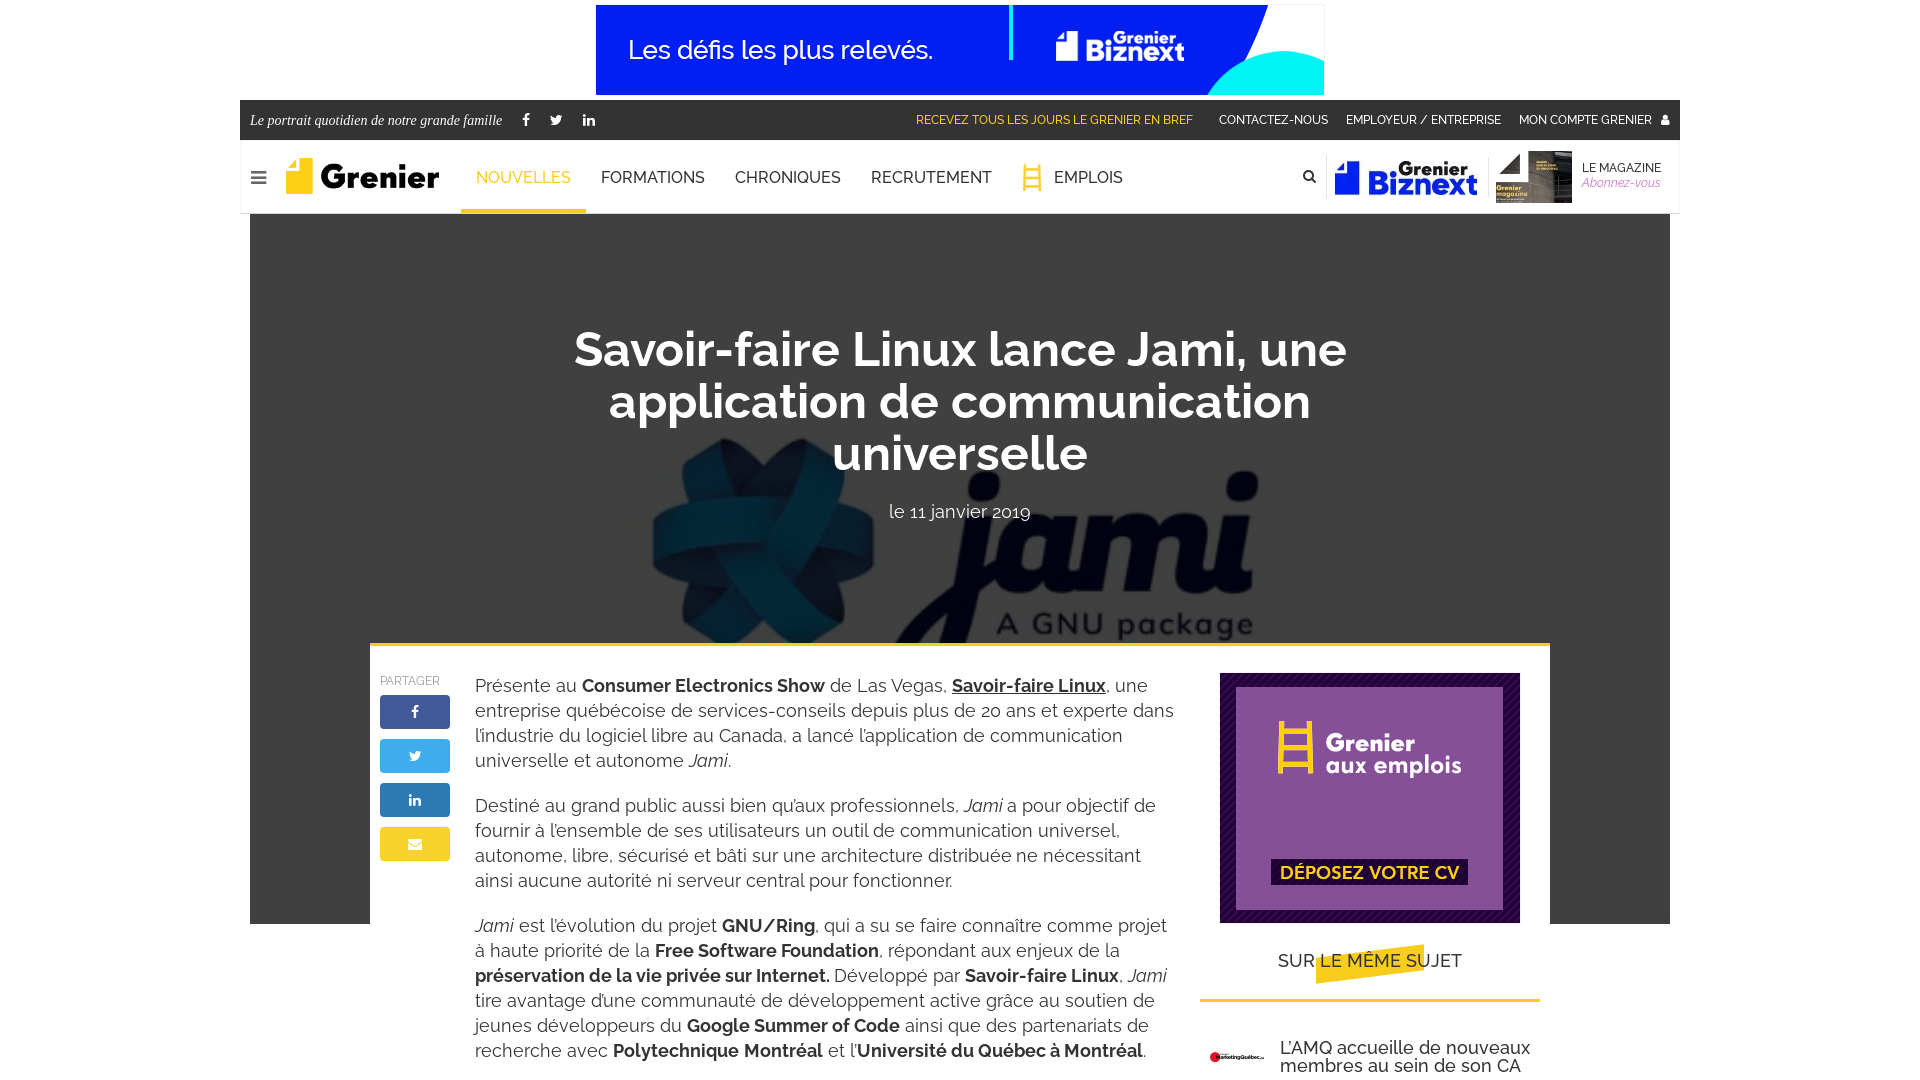 Les défis les plus relevés.
Grenier
Biznext
Le portrait quotidien de notre grande famille
RECEVEZ TOUS LES JOURS LE GRENIER EN BREF
CONTACTEZ-NOUS
EMPLOYEUR / ENTREPRISE
MON COMPTE GRENIER
Grenier
NOUVELLES
FORMATIONS
CHRONIQUES
RECRUTEMENT
EMPLOIS
Grenier
Biznext
Grenier
magazine
LE MAGAZINE
Abonnez-vous
Savoir-faire Linux lance Jami, une
application de communication
universelle
le 11 janvier 2019
jami
A GNU package
PARTAGER
Présente au Consumer Electronics Show de Las Vegas, Savoir-faire Linux, une
entreprise québécoise de services-conseils depuis plus de 20 ans et experte dans
l’industrie du logiciel libre au Canada, a lancé l’application de communication
universelle et autonome Jami.
Destiné au grand public aussi bien qu’aux professionnels, Jami a pour objectif de
fournir à l’ensemble de ses utilisateurs un outil de communication universel,
autonome, libre, sécurisé et bâti sur une architecture distribuée ne nécessitant
ainsi aucune autorité ni serveur central pour fonctionner.
Jami est l’évolution du projet GNU/Ring, qui a su se faire connaître comme projet
à haute priorité de la Free Software Foundation, répondant aux enjeux de la
préservation de la vie privée sur Internet. Développé par Savoir-faire Linux, Jami
tire avantage d’une communauté de développement active grâce au soutien de
jeunes développeurs du Google Summer of Code ainsi que des partenariats de
recherche avec Polytechnique Montréal et l’Université du Québec à Montréal.
Grenier
aux emplois
DÉPOSEZ VOTRE CV
SUR LE MÊME SUJET
L’AMQ accueille de nouveaux
membres au sein de son CA